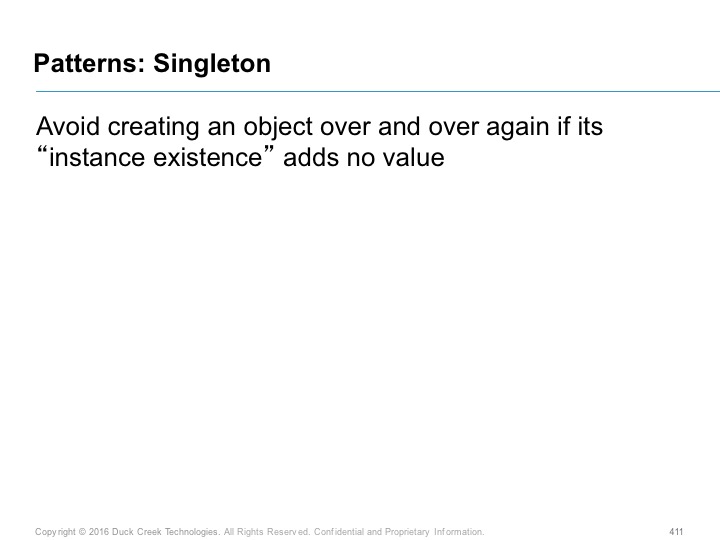 Patterns: Singleton
Avoid creating an object over and over again if its
“instance existence” adds no value
Copyright © 2016 Duck Creek Technologies. All Rights Reserved. Confidential and Proprietary Information.
411